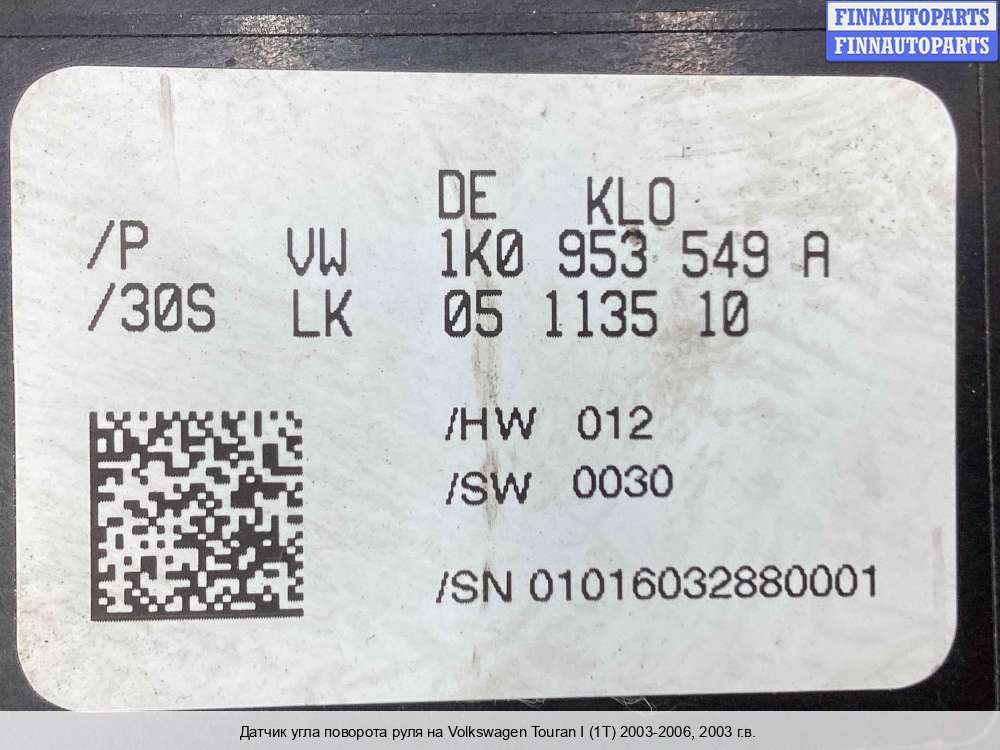 FINNAUTOPARTS
FINNAUTOPARTS
DE KLO
/P VW 1K0 953 549 A
/30S LK 05 1135 10
/HW 012
/SW 0030
/SN 01016032880001
Датчик угла поворота руля на Volkswagen Touran I (1T) 2003-2006, 2003 г.в.